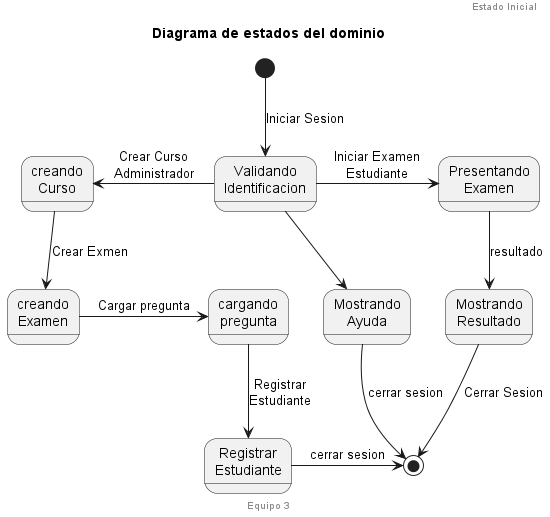 Estado Inicial
Diagrama de estados del dominio
Iniciar Sesion
Crear Curso
Administrador
Iniciar Examen
Estudiante
creando
Curso
Validando
Identificacion
Presentando
Examen
Crear Exmen
resultado
creando
Examen
Cargar pregunta
cargando
pregunta
Mostrando
Ayuda
Mostrando
Resultado
Registrar
Estudiante
cerrar sesion
Cerrar Sesion
Registrar
Estudiante
cerrar sesion
Equipo 3